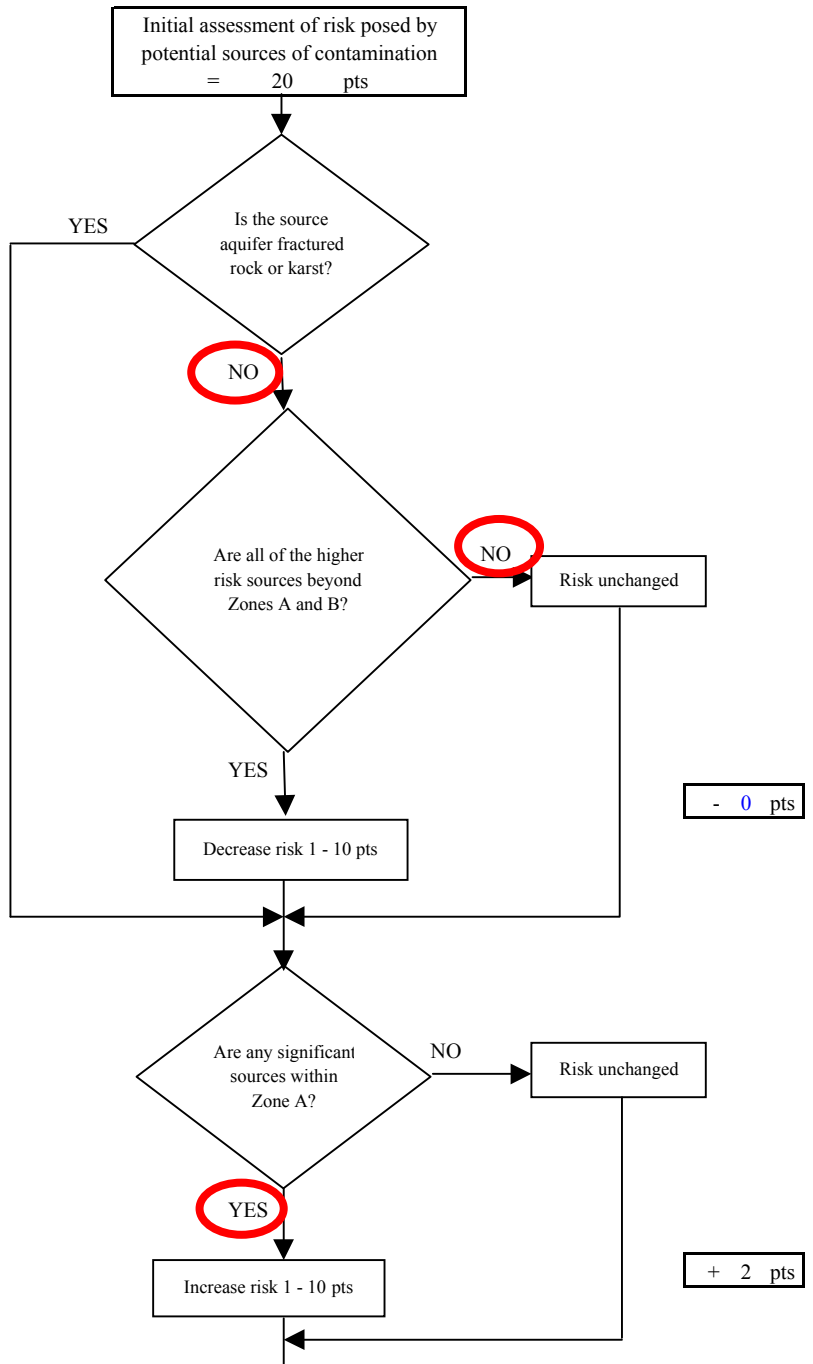 Initial assessment of risk posed by
potential sources of contamination
= 20 pts
YES
Is the source
aquifer fractured
rock or karst?
NO
Are all of the higher
risk sources beyond
Zones A and B?
NO
Risk unchanged
YES
- 0 pts
Decrease risk 1 - 10 pts
Are any significant
sources within
Zone A?
NO
Risk unchanged
YES
+ 2 pts
Increase risk 1 - 10 pts